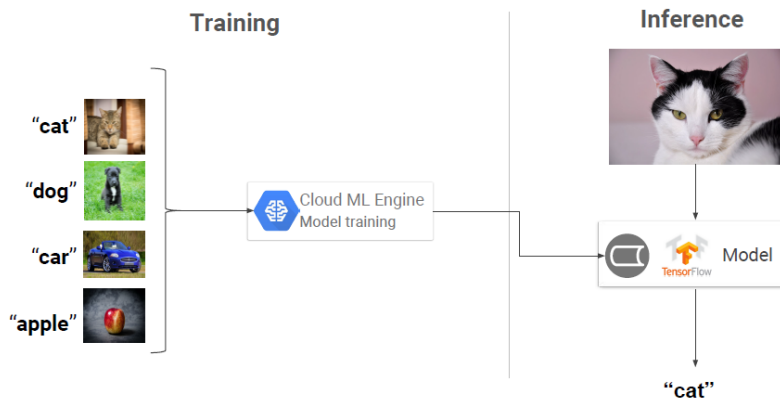 Training
Inference
“cat”
“dog”
“car”
“apple”
Cloud ML Engine
Model training
TensorFlow
Model
“cat”